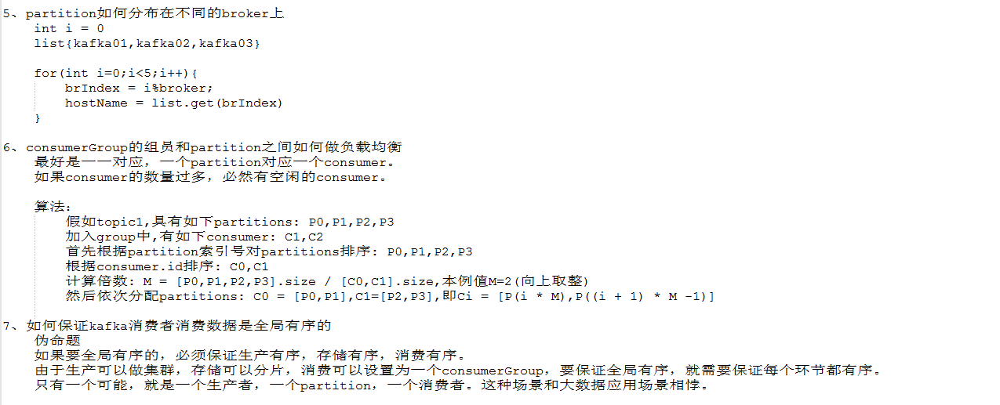 5、partition如何分布在不同的broker上
int i = 0
list{kafka01,kafka02,kafka03}
for(int i=0;i<5;i++){
brIndex = i%broker;
hostName = list.get(brIndex)
}
6、consumerGroup的组员和partition之间如何做负载均衡
最好是一一对应，一个partition对应一个consumer。
如果consumer的数量过多，必然有空闲的consumer。
算法：
假如topic1,具有如下partitions: P0,P1,P2,P3
加入group中,有如下consumer: C1,C2
首先根据partition索引号对partitions排序: P0,P1,P2,P3
根据consumer.id排序: C0,C1
计算倍数: M = [P0,P1,P2,P3].size / [C0,C1].size,本例值M=2(向上取整)
然后依次分配partitions: C0 = [P0,P1],C1=[P2,P3],即Ci = [P(i * M),P((i + 1) * M -1)]
7、如何保证kafka消费者消费数据是全局有序的
伪命题
如果要全局有序的，必须保证生产有序，存储有序，消费有序。
由于生产可以做集群，存储可以分片，消费可以设置为一个consumerGroup，要保证全局有序，就需要保证每个环节都有序。
只有一个可能，就是一个生产者，一个partition，一个消费者。这种场景和大数据应用场景相悖。